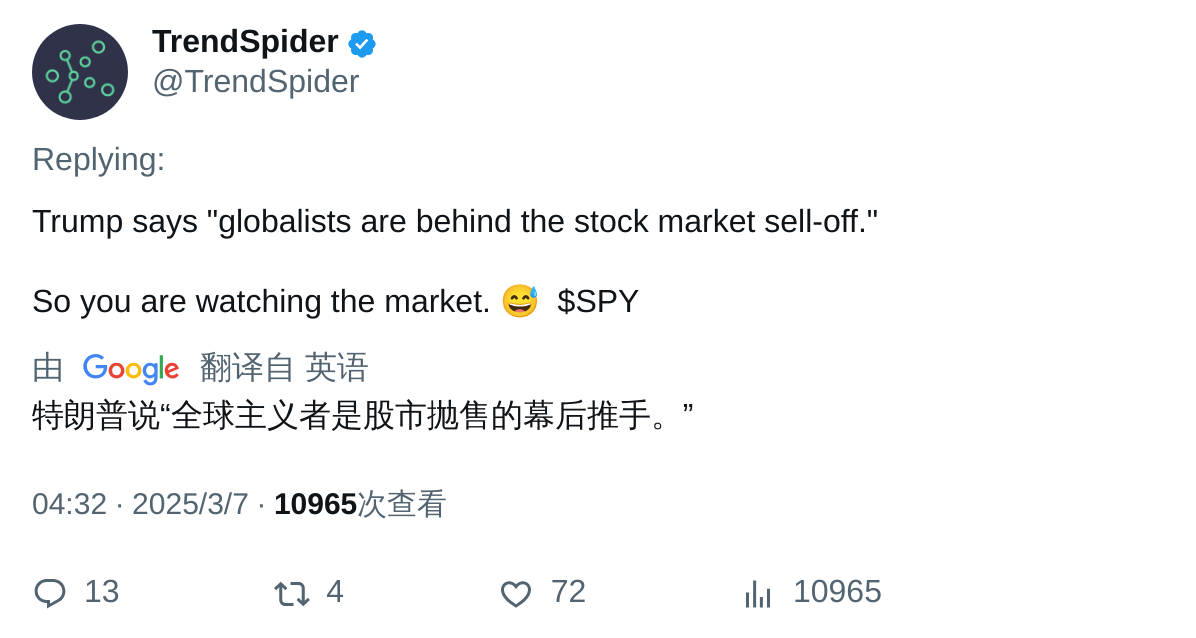 TrendSpider
@TrendSpider
Replying:
Trump says "globalists are behind the stock market sell-off."
So you are watching the market. 😅 $SPY
由 Google 翻译自 英语
特朗普说“全球主义者是股市抛售的幕后推手。”
04:32 · 2025/3/7 · 10965次查看
13 4 72 10965